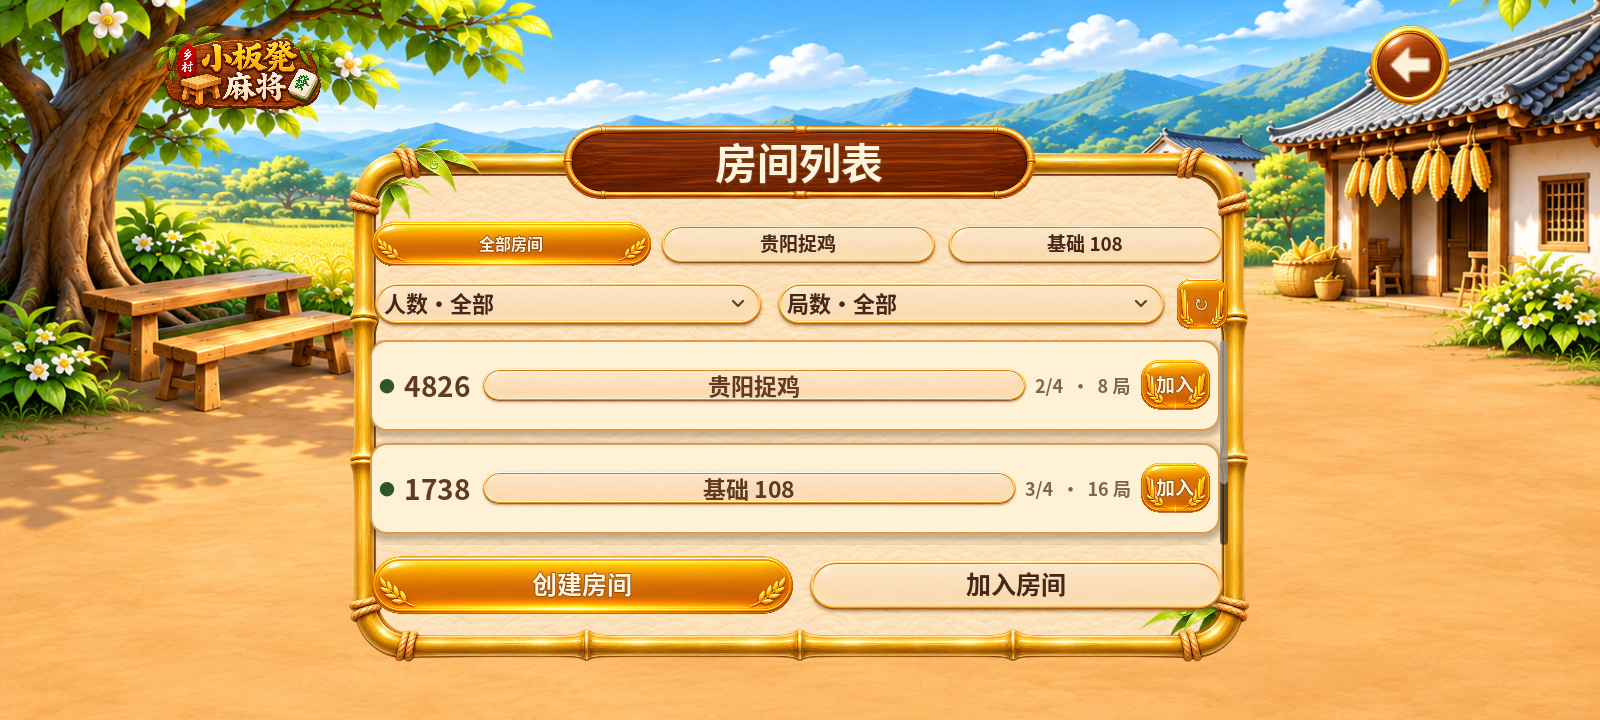 乡村
小板凳
麻将
發
房间列表
全部房间
贵阳捉鸡
基础 108
人数·全部
局数·全部
4826
贵阳捉鸡
2/4 · 8 局
加入
1738
基础 108
3/4 · 16 局
加入
创建房间
加入房间